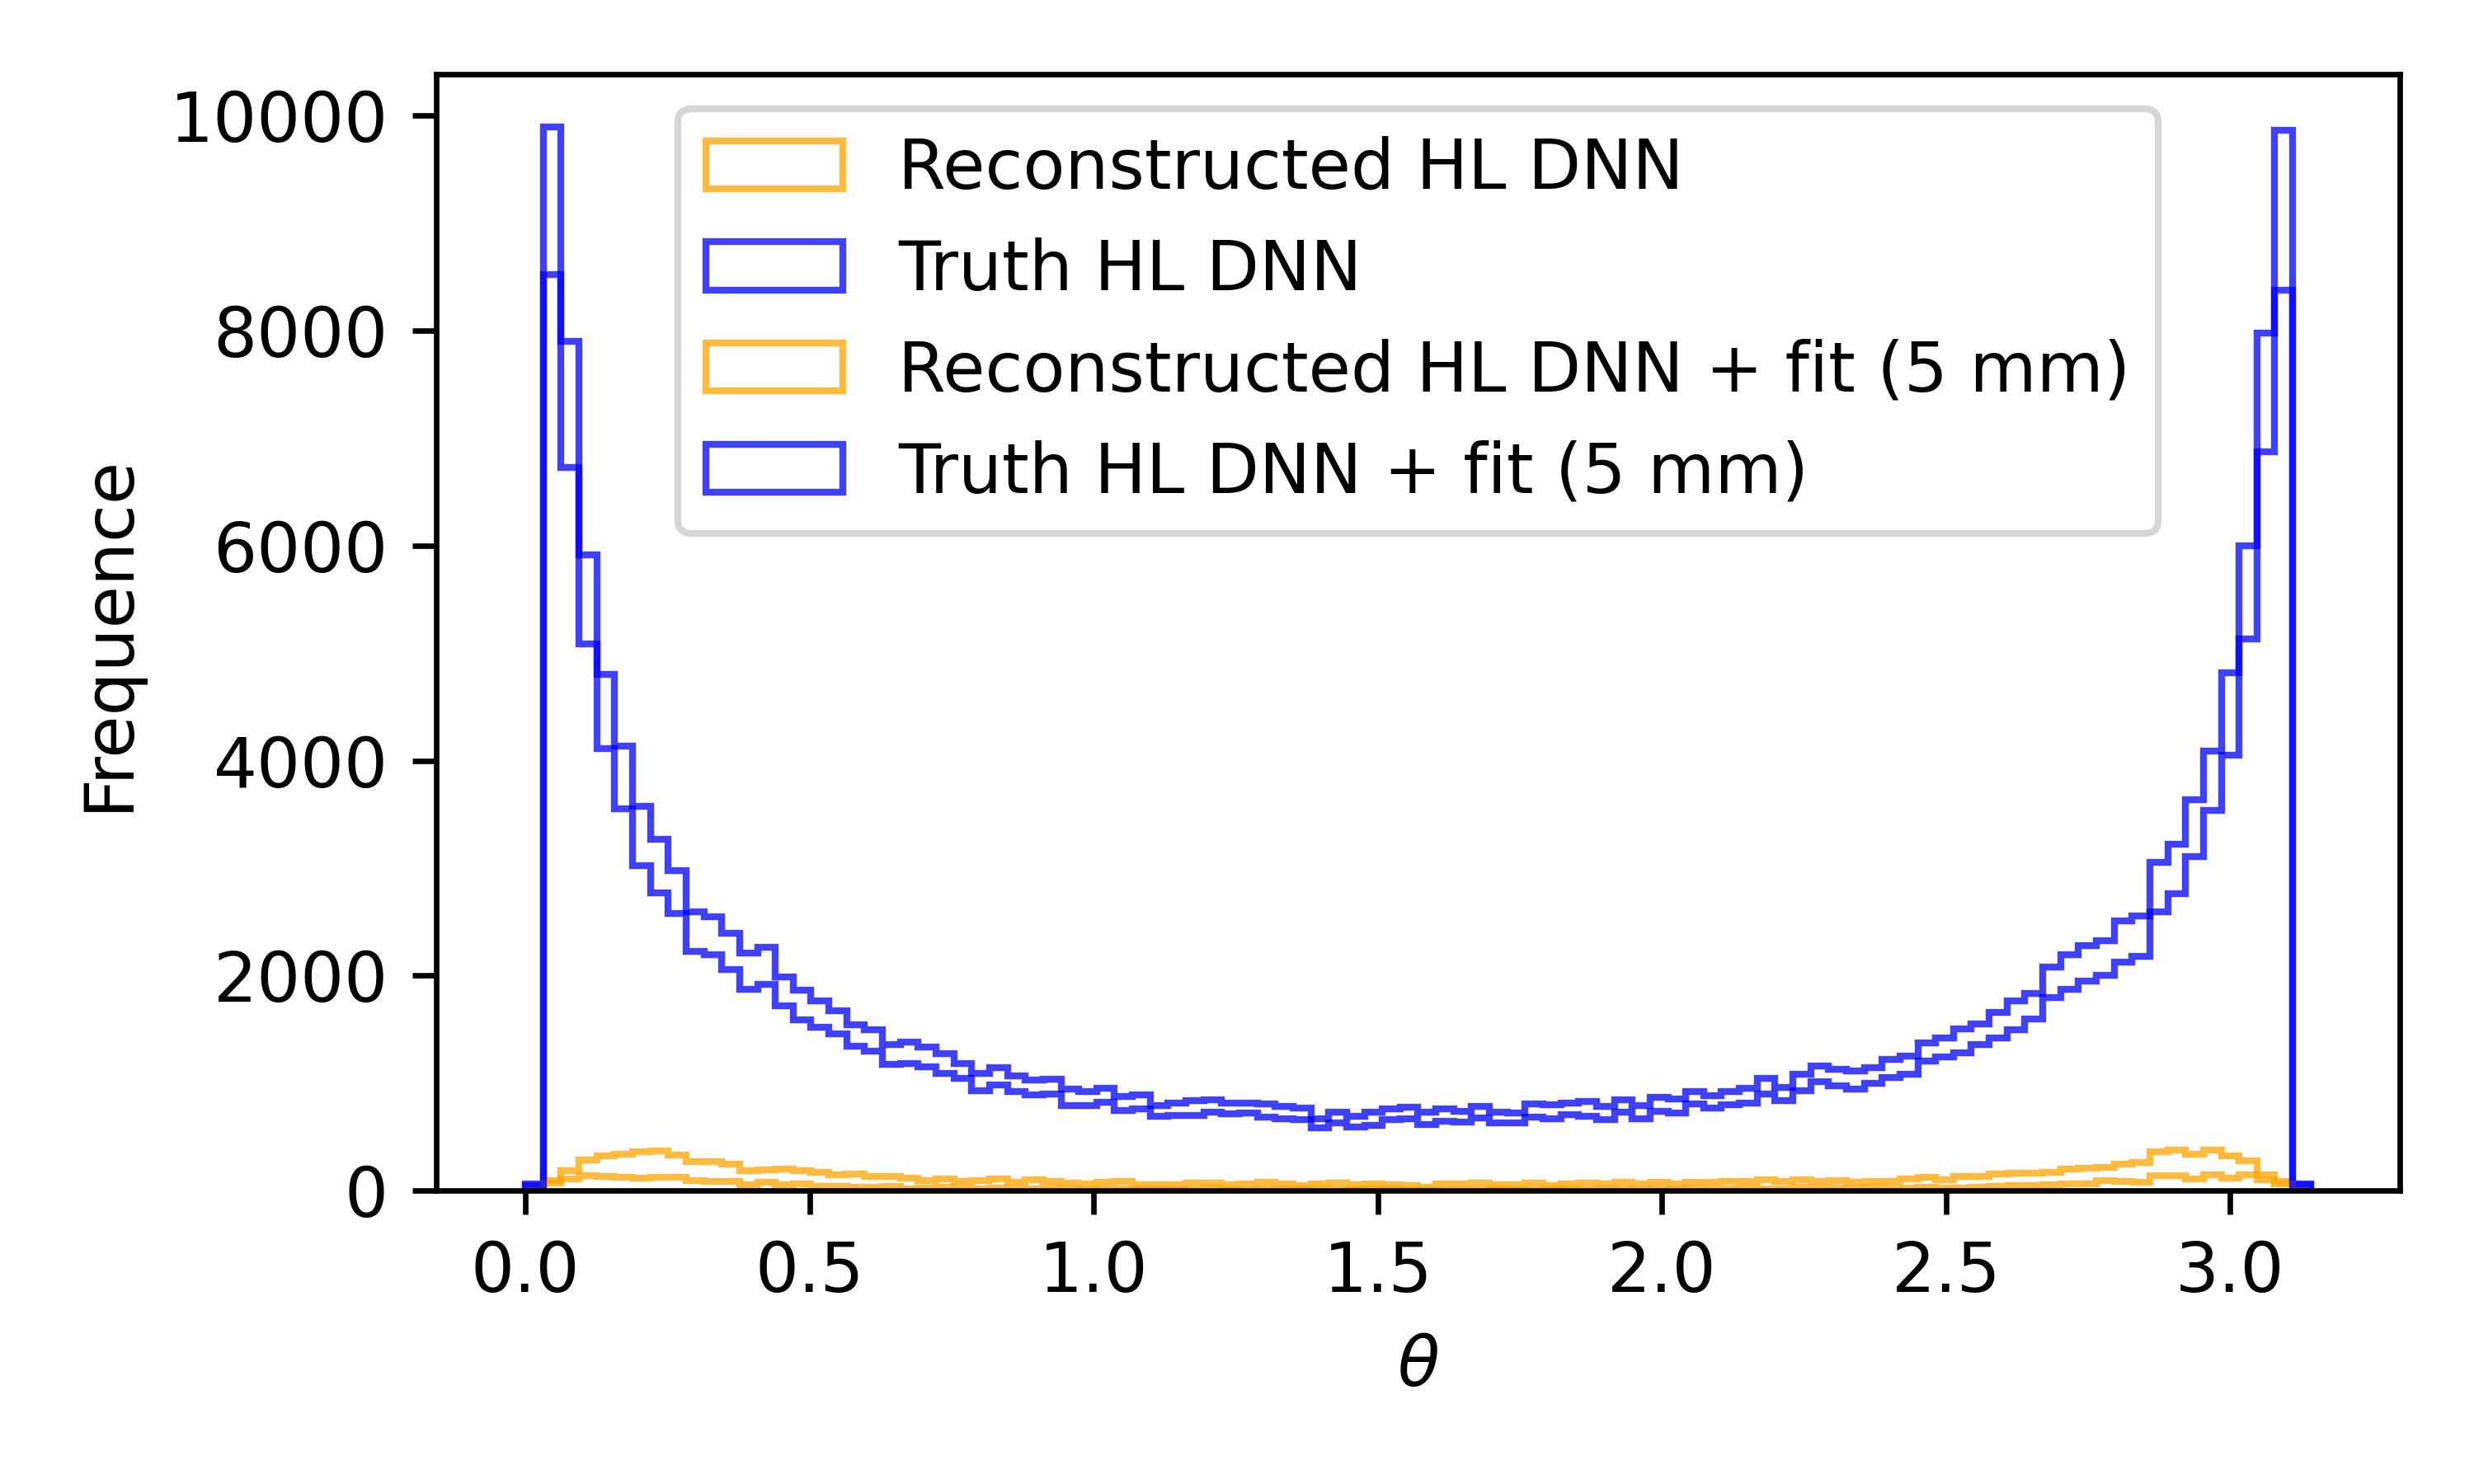 10000
8000
6000
4000
2000
0
Frequence
Reconstructed HL DNN
Truth HL DNN
Reconstructed HL DNN + fit (5 mm)
Truth HL DNN + fit (5 mm)
0.0 0.5 1.0 1.5 2.0 2.5 3.0
θ